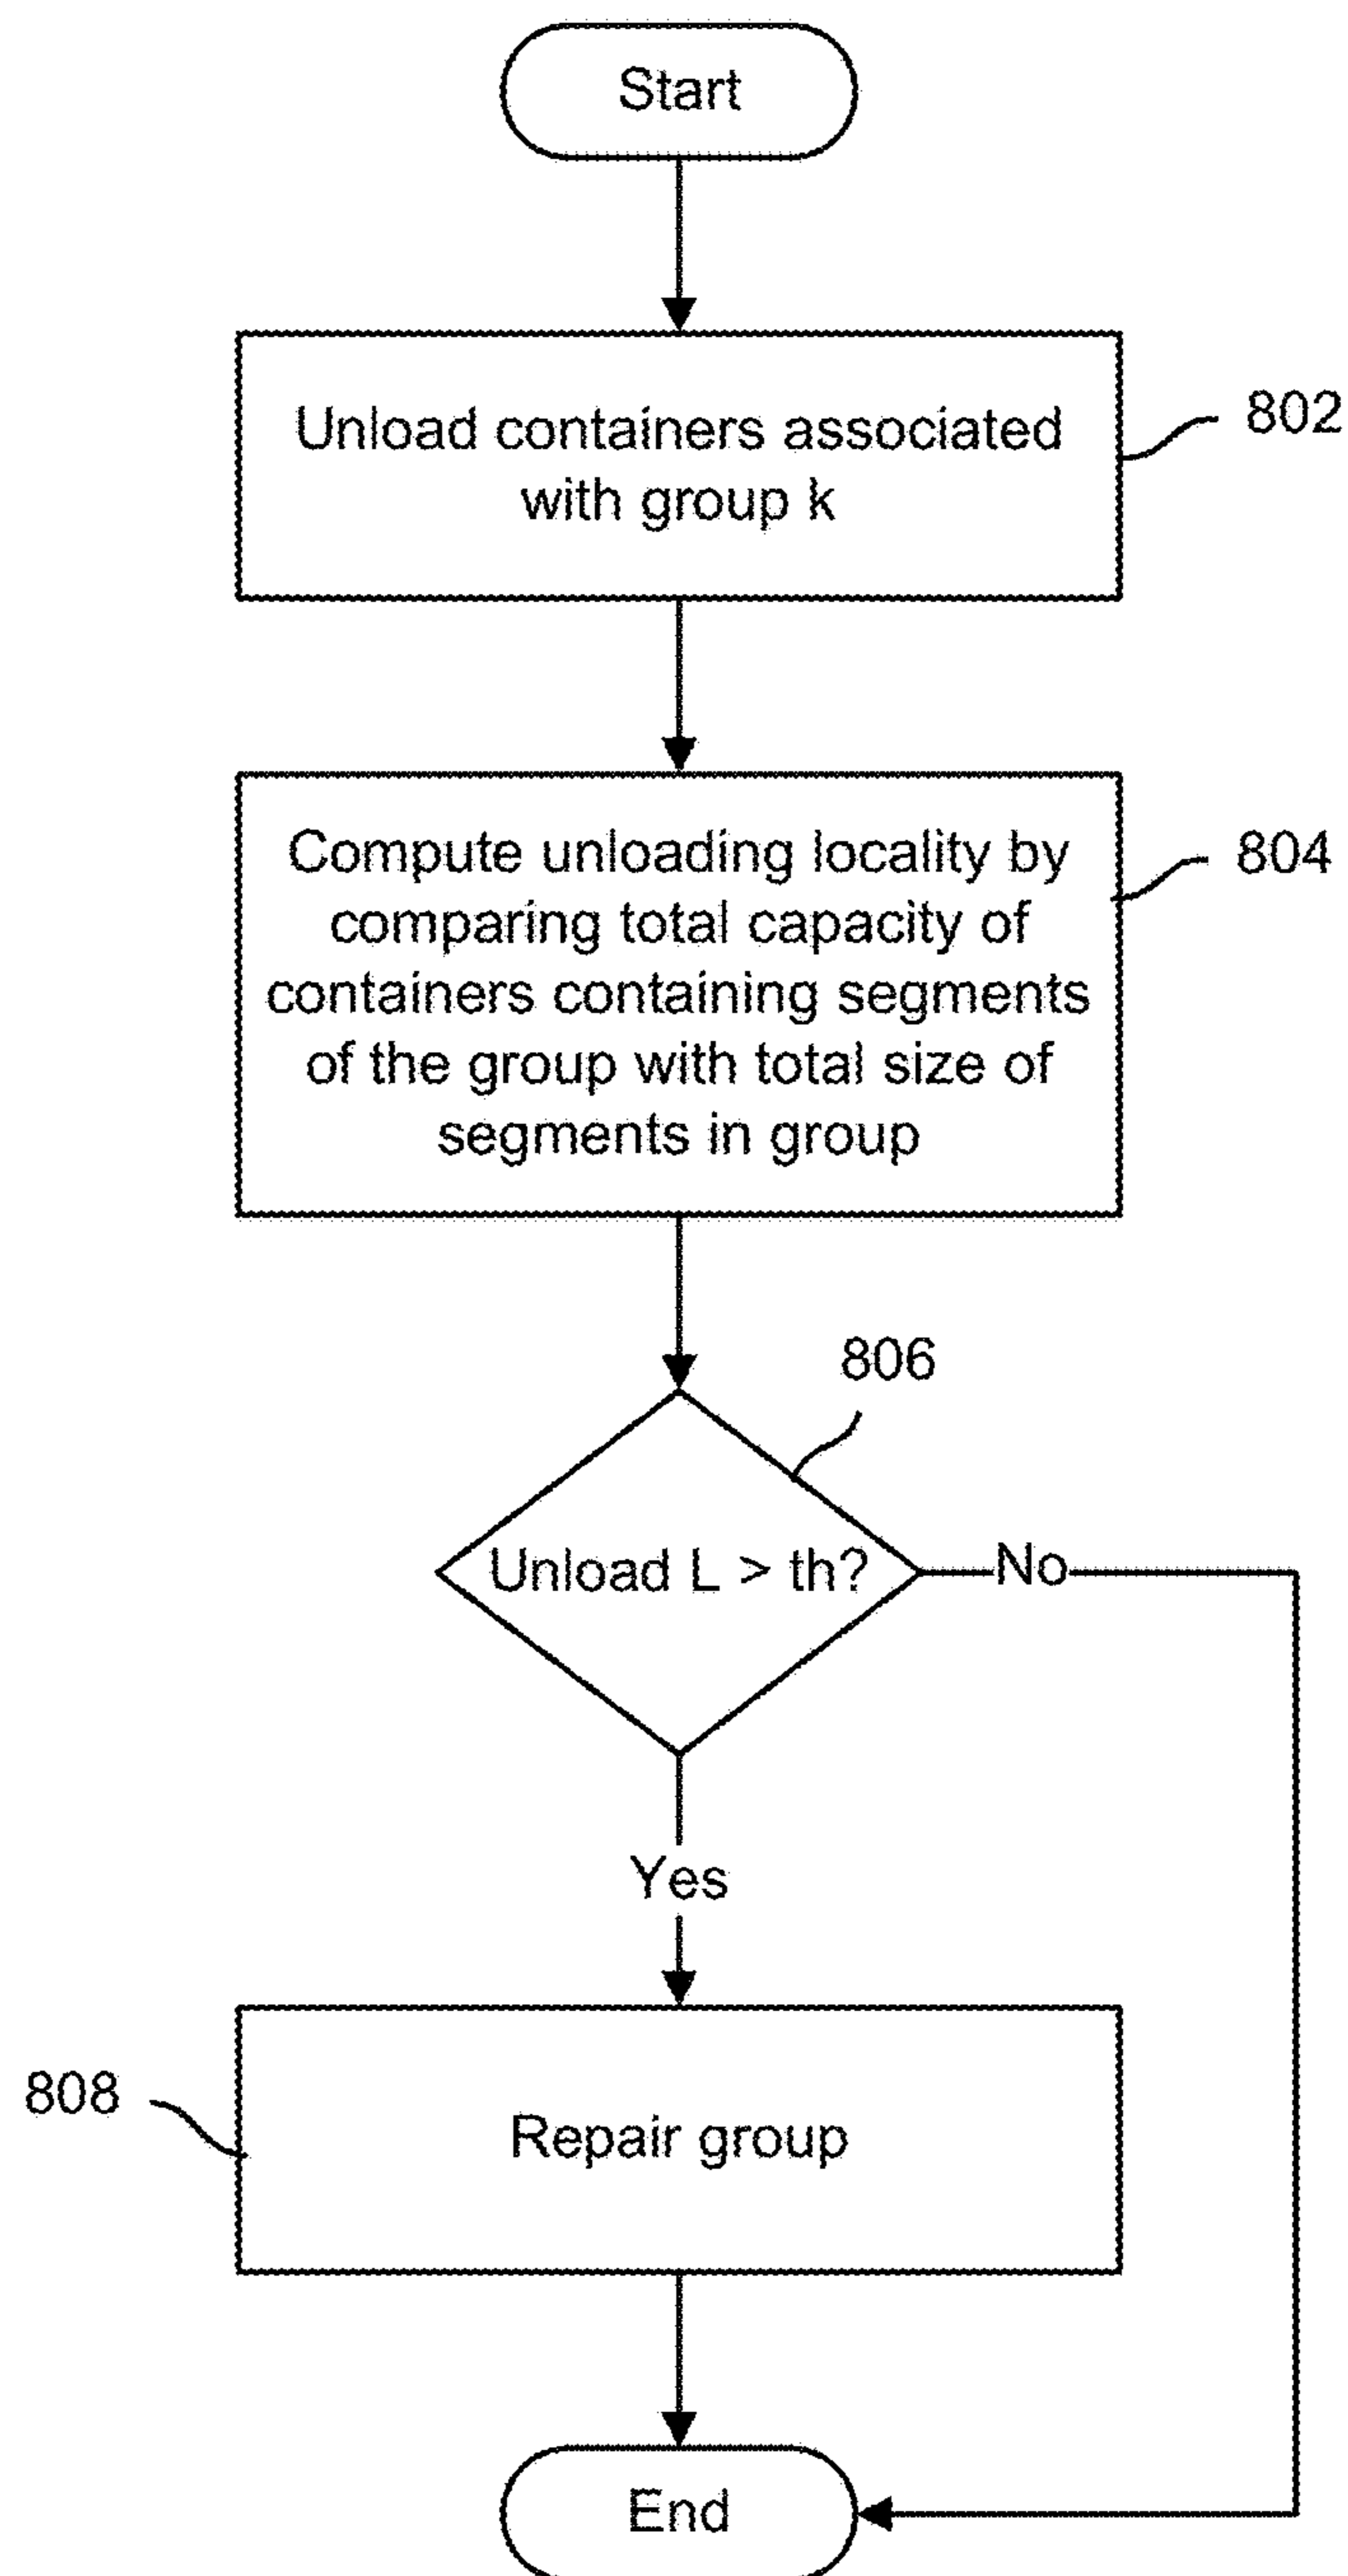 Start
Unload containers associated
with group k
802
Compute unloading locality by
comparing total capacity of
containers containing segments
of the group with total size of
segments in group
804
806
Unload L > th?
No
Yes
808
Repair group
End